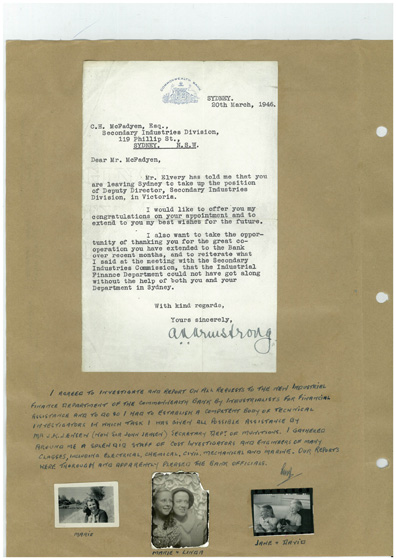 COMMONWEALTH BANK
SYDNEY.
20th March, 1946.
C.H. McFadyen, Esq.,
Secondary Industries Division,
119 Phillip St.,
SYDNEY. N.S.W.
Dear Mr. McFadyen,
Mr. Elvery has told me that you
are leaving Sydney to take up the position
of Deputy Director, Secondary Industries
Division, in Victoria.
I would like to offer you my
congratulations on your appointment and to
extend to you my best wishes for the future.
I also want to take the oppor-
tunity of thanking you for the great co-
operation you have extended to the Bank
over recent months, and to reiterate what
I said at the meeting with the Secondary
Industries Commission, that the Industrial
Finance Department could not have got along
without the help of both you and your
Department in Sydney.
With kind regards,
Yours sincerely,
A N Armstrong
I AGREED TO INVESTIGATE AND REPORT ON ALL REQUESTS TO THE NEW INDUSTRIAL
FINANCE DEPARTMENT OF THE COMMONWEALTH BANK BY INDUSTRIALISTS FOR FINANCIAL
ASSISTANCE AND TO DO SO I HAD TO ESTABLISH A COMPETENT BODY OF TECHNICAL
INVESTIGATORS IN WHICH TASK I WAS GIVEN ALL POSSIBLE ASSISTANCE BY
MR J.K. JENSEN (NOW SIR JOHN JENSEN) SECRETARY DEPT. OF MUNITIONS. I GATHERED
AROUND ME A SPLENDID STAFF OF COST INVESTIGATORS AND ENGINEERS OF MANY
CLASSES, INCLUDING ELECTRICAL, CHEMICAL, CIVIL, MECHANICAL AND MARINE. OUR REPORTS
WERE THOROUGH AND APPARENTLY PLEASED THE BANK OFFICIALS.
MARIE
MARIE + LINDA
JANE + DAVID